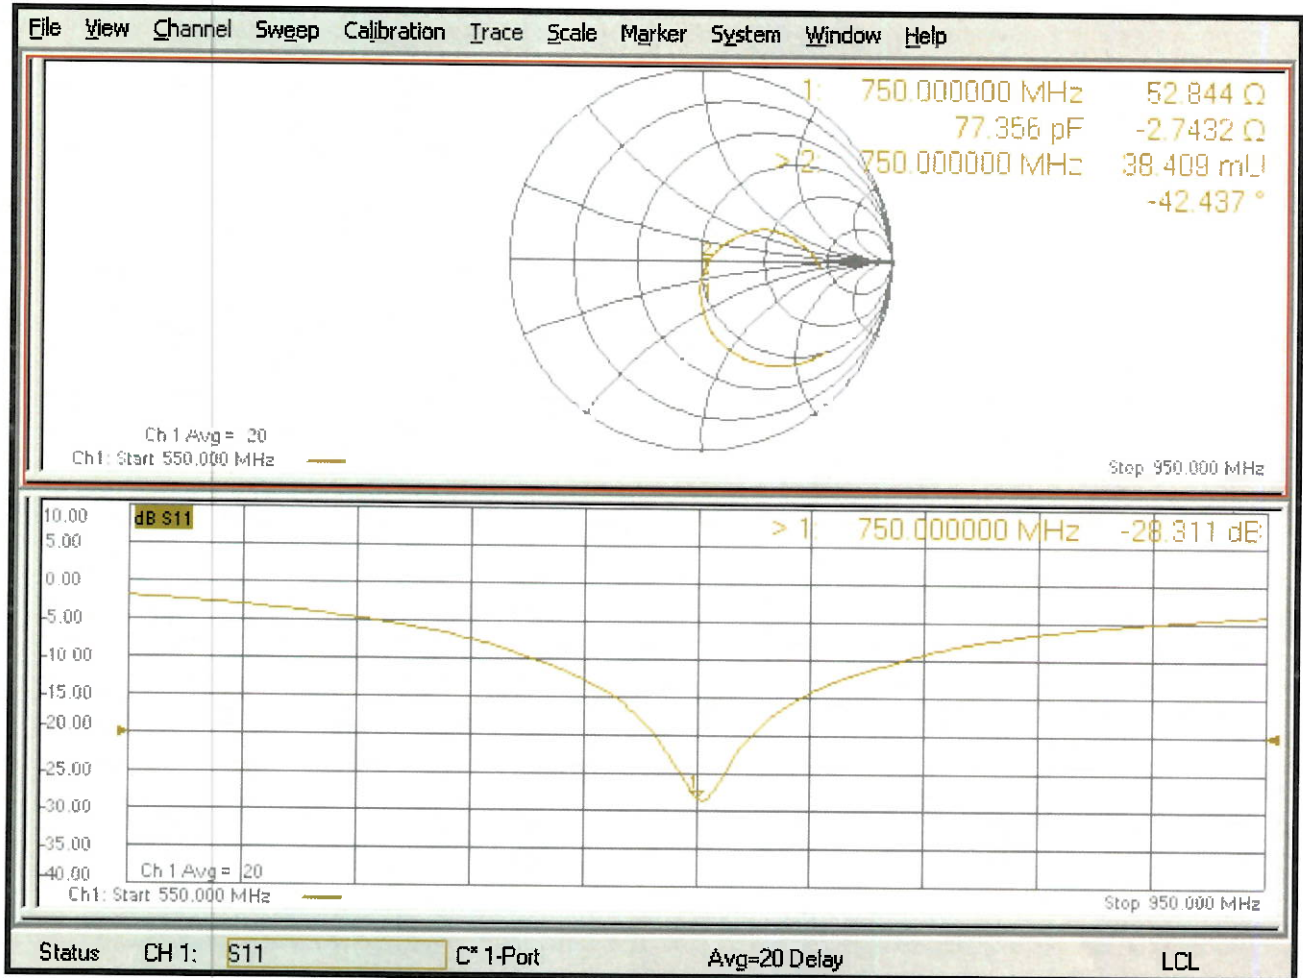 File View Channel Sweep Calibration Trace Scale Marker System Window Help
1: 750.000000 MHz 52.844 Ω
77.356 pF -2.7432 Ω
> 2: 750.000000 MHz 38.409 mU
-42.437 °
Ch 1 Avg = 20
Ch1: Start 550.000 MHz
Stop 950.000 MHz
10.00
dB S11
> 1: 750.000000 MHz -28.311 dB
5.00
0.00
-5.00
-10.00
-15.00
-20.00
-25.00
1
-30.00
-35.00
-40.00
Ch 1 Avg = 20
Ch1: Start 550.000 MHz
Stop 950.000 MHz
Status CH 1: S11 C* 1-Port Avg=20 Delay LCL